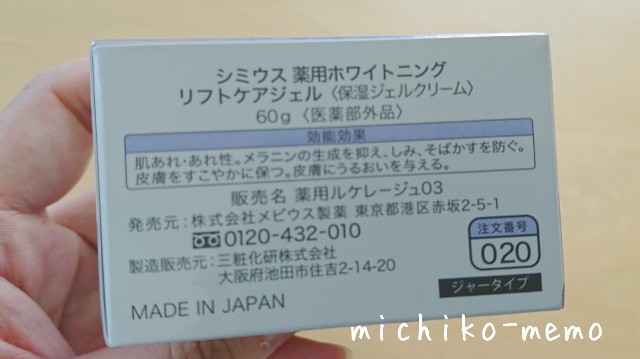 シミウス 薬用ホワイトニング
リフトケアジェル〈保湿ジェルクリーム〉
60g〈医薬部外品〉
効能効果
肌あれ・あれ性。メラニンの生成を抑え、しみ、そばかすを防ぐ。
皮膚をすこやかに保つ。皮膚にうるおいを与える。
販売名 薬用ルケレージュ03
発売元：株式会社メビウス製薬 東京都港区赤坂2-5-1
0120-432-010
製造販売元：三粧化研株式会社
大阪府池田市住吉2-14-20
注文番号
020
ジャータイプ
MADE IN JAPAN
michiko-memo